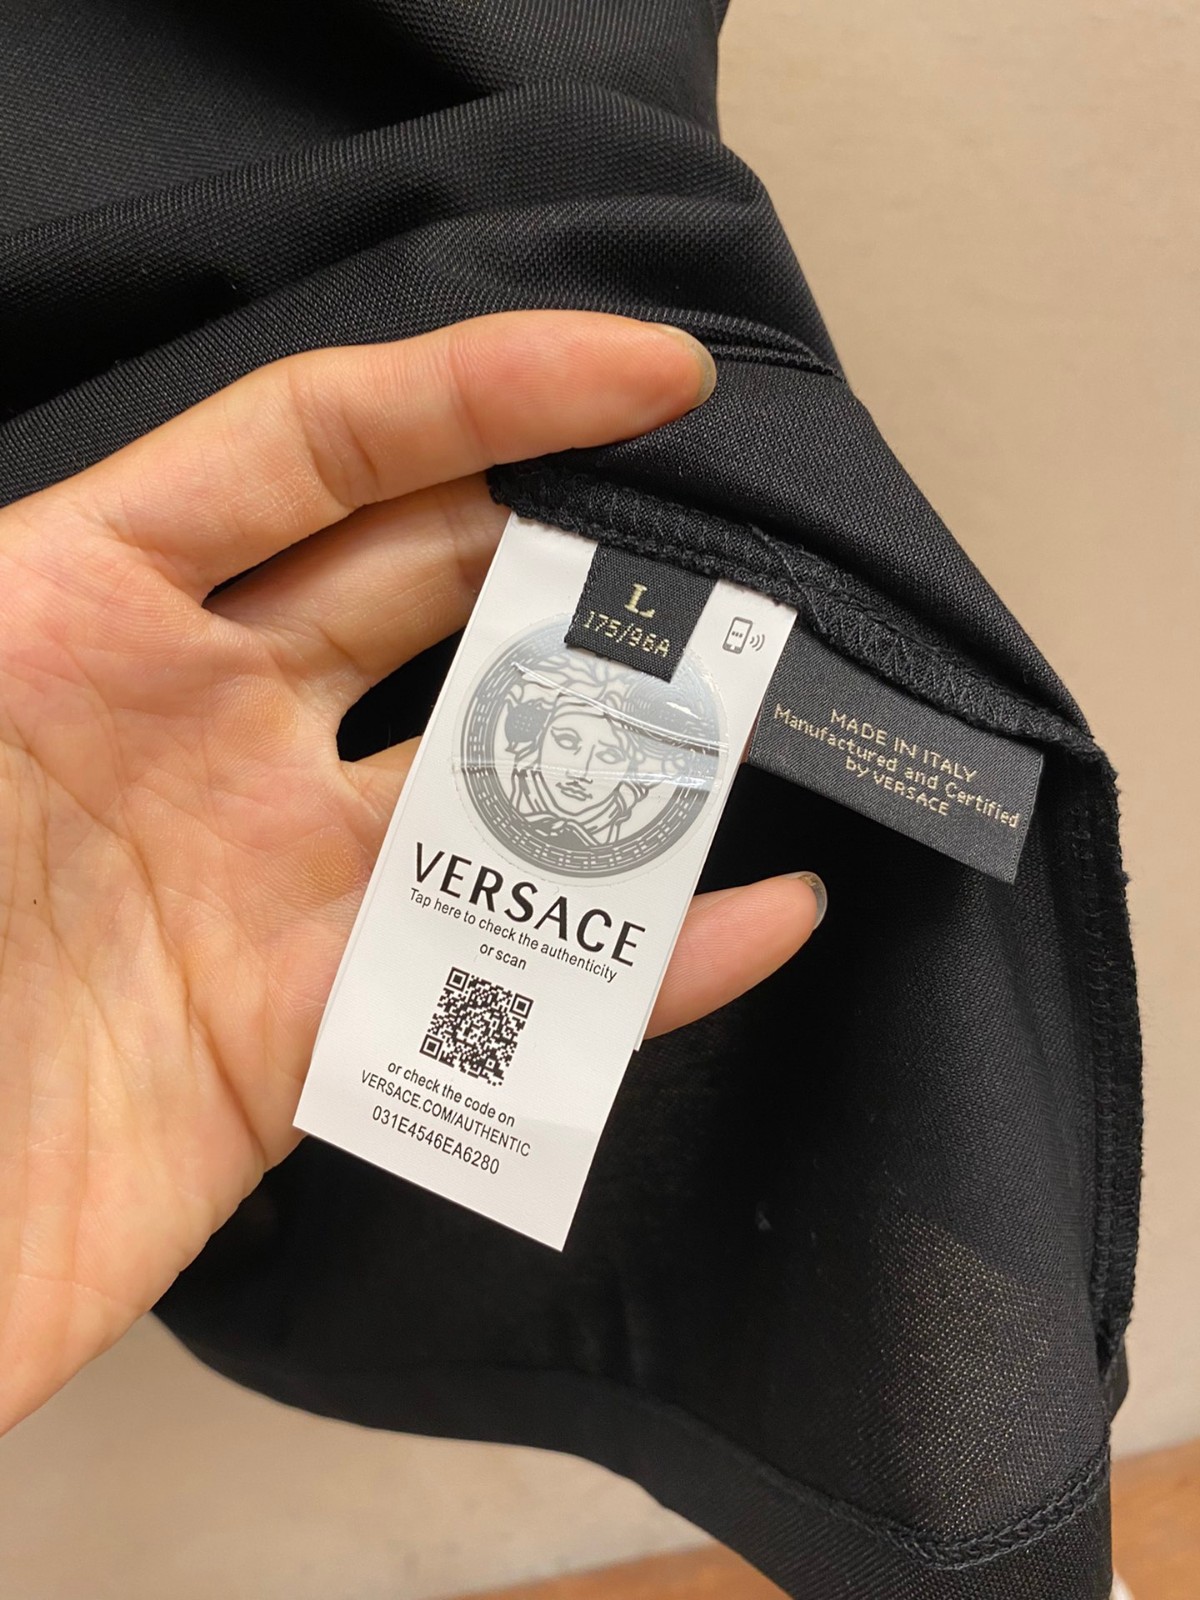 L
175/96A
VERSACE
Tap here to check the authenticity
or scan
or check the code on
VERSACE.COM/AUTHENTIC
031E4546EA6280
MADE IN ITALY
Manufactured and Certified
by VERSACE